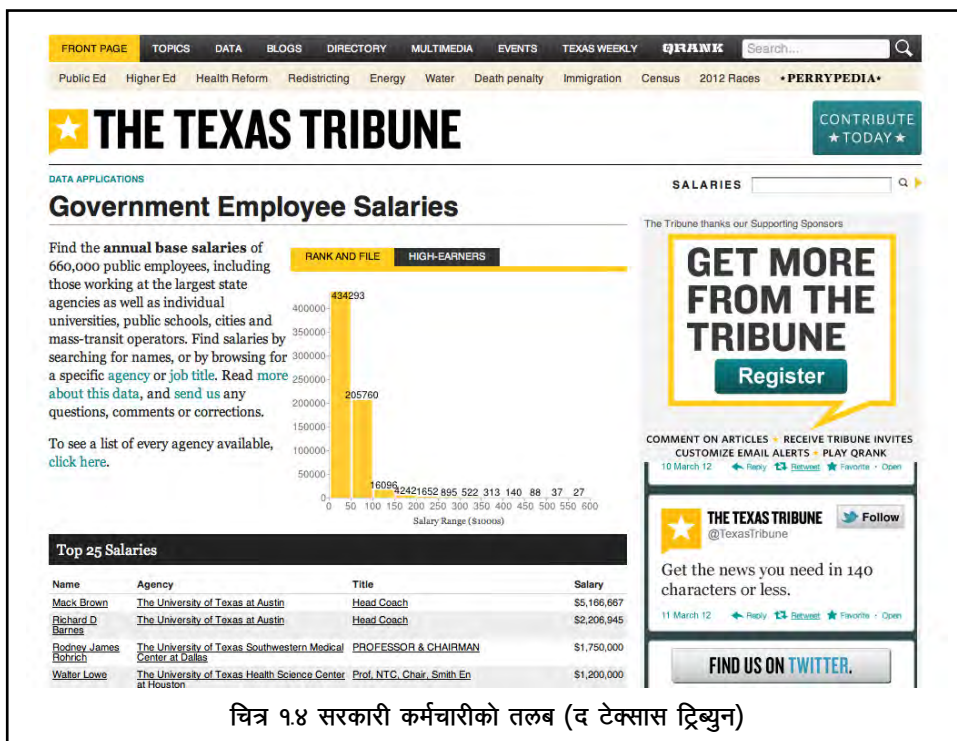 FRONT PAGE TOPICS DATA BLOGS DIRECTORY MULTIMEDIA EVENTS TEXAS WEEKLY QRANK Search....
Public Ed Higher Ed Health Reform Redistricting Energy Water Death penalty Immigration Census 2012 Races •PERRYPEDIA•
THE TEXAS TRIBUNE
CONTRIBUTE
★ TODAY ★
DATA APPLICATIONS
Government Employee Salaries
Find the annual base salaries of
660,000 public employees, including
those working at the largest state
agencies as well as individual
universities, public schools, cities and
mass-transit operators. Find salaries by
searching for names, or by browsing for
a specific agency or job title. Read more
about this data, and send us any
questions, comments or corrections.
To see a list of every agency available,
click here.
RANK AND FILE HIGH-EARNERS
400000
350000
300000
250000
200000
150000
100000
50000
0
434293
205760
16096 4242 1652 895 522 313 140 88 37 27
0 50 100 150 200 250 300 350 400 450 500 550 600
Salary Range ($1000s)
Top 25 Salaries
Name Agency Title Salary
Mack Brown The University of Texas at Austin Head Coach $5,166,667
Richard D The University of Texas at Austin Head Coach $2,206,945
Barnes
Rodney James The University of Texas Southwestern Medical PROFESSOR & CHAIRMAN $1,750,000
Rohrich Center at Dallas
Walter Lowe The University of Texas Health Science Center Prof, NTC, Chair, Smith En $1,200,000
at Houston
SALARIES
The Tribune thanks our Supporting Sponsors
GET MORE
FROM THE
TRIBUNE
Register
COMMENT ON ARTICLES • RECEIVE TRIBUNE INVITES
CUSTOMIZE EMAIL ALERTS • PLAY QRANK
10 March 12 Reply Retweet Favorite • Open
THE TEXAS TRIBUNE Follow
@TexasTribune
Get the news you need in 140
characters or less.
11 March 12 Reply Retweet Favorite • Open
FIND US ON TWITTER.
चित्र १.४ सरकारी कर्मचारीको तलब (द टेक्सास ट्रिब्युन)